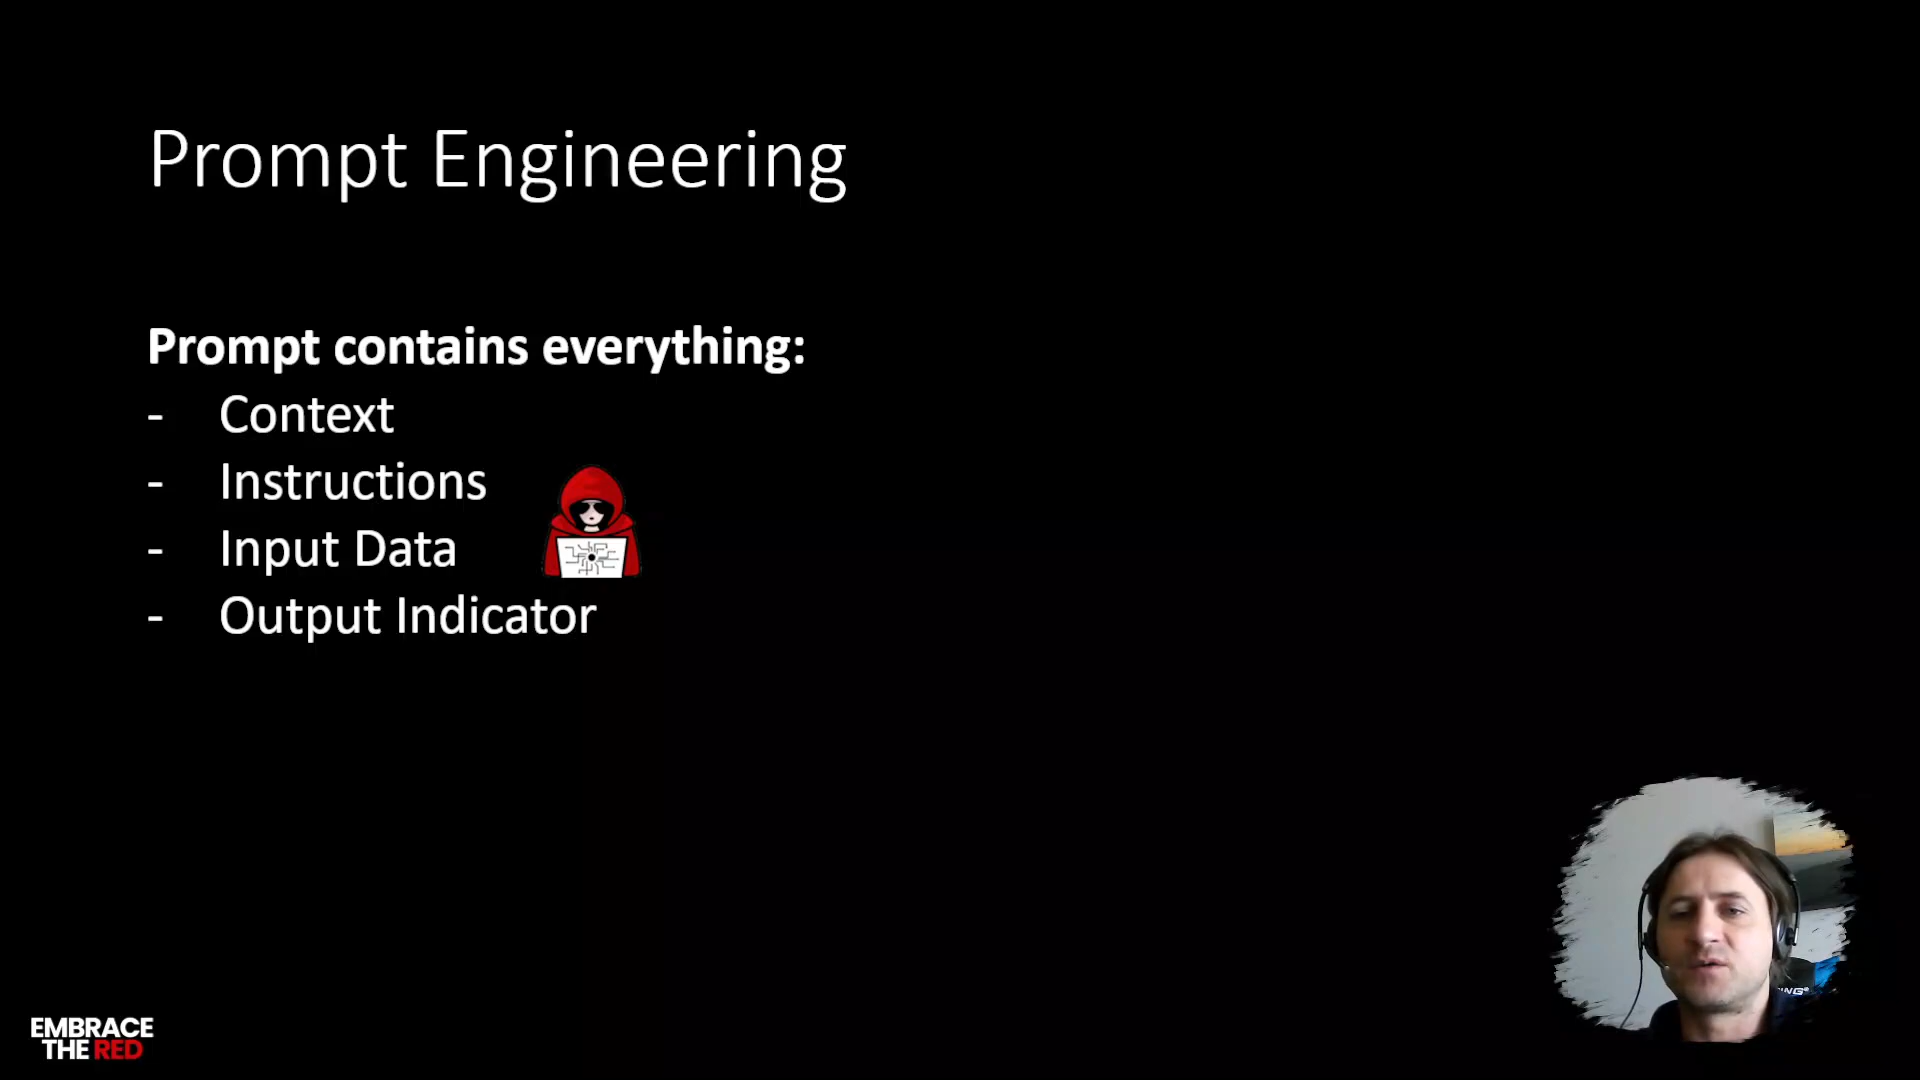 Prompt Engineering
Prompt contains everything:
- Context
- Instructions
- Input Data
- Output Indicator
EMBRACE
THE RED